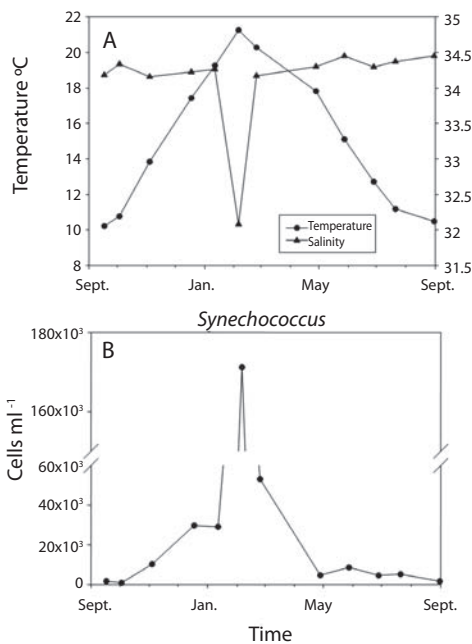 A
Temperature ºC
22
20
18
16
14
12
10
8
35
34.5
34
33.5
33
32.5
32
31.5
Temperature
Salinity
Sept.
Jan.
May
Sept.
Synechococcus
B
Cells ml -1
180x10³
160x10³
60x10³
40x10³
20x10³
0
Sept.
Jan.
May
Sept.
Time